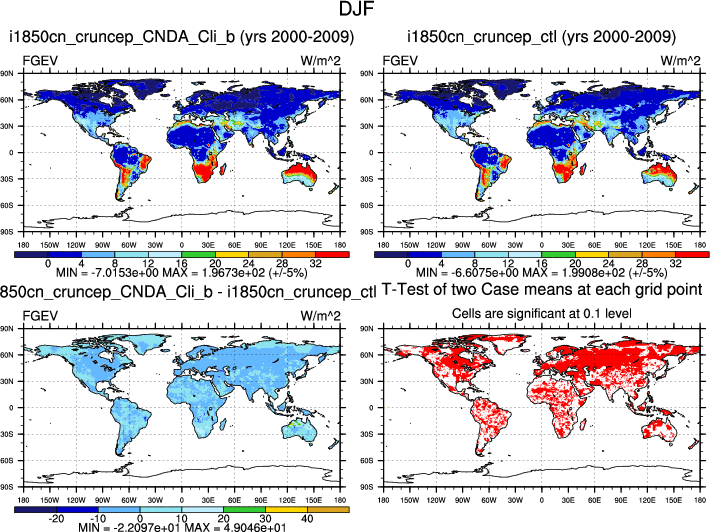 DJF
i1850cn_cruncep_CNDA_Cli_b (yrs 2000-2009)
FGEV W/m^2
90N
60N
30N
0
30S
60S
90S
180 150W 120W 90W 60W 30W 0 30E 60E 90E 120E 150E 180
0 4 8 12 16 20 24 28 32
MIN = -7.0153e+00 MAX = 1.9673e+02 (+/-5%)
i1850cn_cruncep_ctl (yrs 2000-2009)
FGEV W/m^2
90N
60N
30N
0
30S
60S
90S
180 150W 120W 90W 60W 30W 0 30E 60E 90E 120E 150E 180
0 4 8 12 16 20 24 28 32
MIN = -6.6075e+00 MAX = 1.9908e+02 (+/-5%)
850cn_cruncep_CNDA_Cli_b - i1850cn_cruncep_ctl
FGEV W/m^2
90N
60N
30N
0
30S
60S
90S
180 150W 120W 90W 60W 30W 0 30E 60E 90E 120E 150E 180
-20 -10 0 10 20 30 40
MIN = -2.2097e+01 MAX = 4.9046e+01
T-Test of two Case means at each grid point
Cells are significant at 0.1 level
90N
60N
30N
0
30S
60S
90S
180 150W 120W 90W 60W 30W 0 30E 60E 90E 120E 150E 180